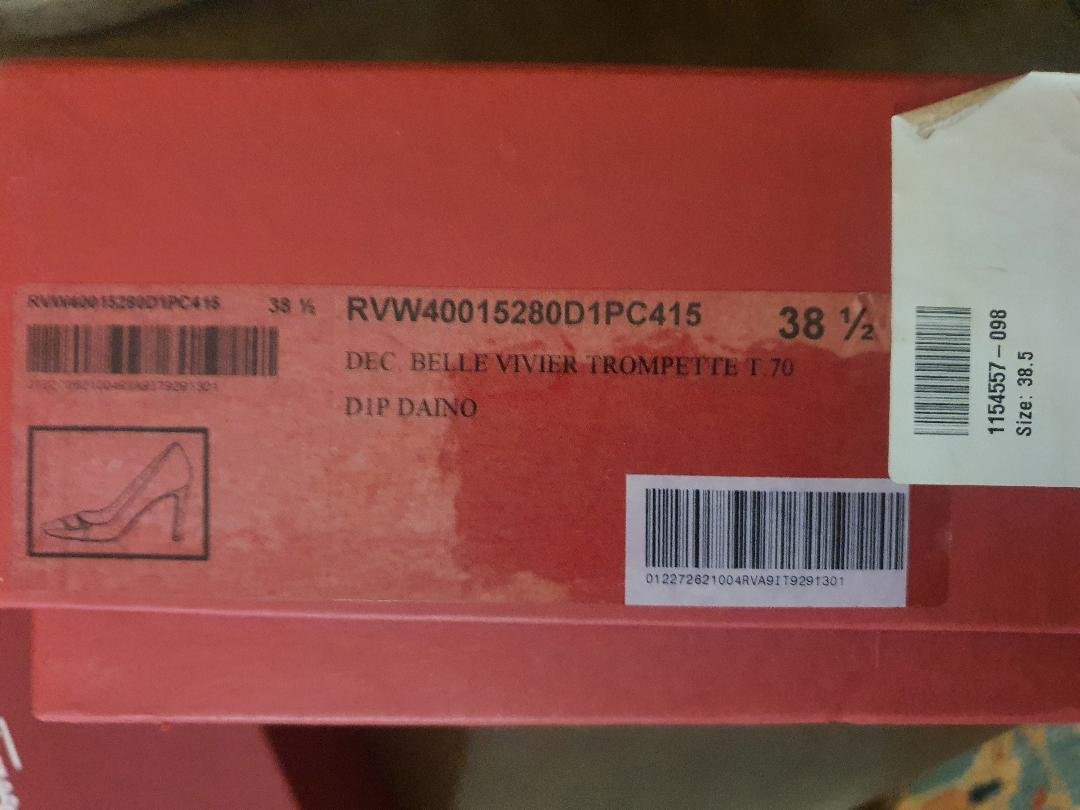 RVW40015280D1PC415 38 ½
012272621004RVA9IT9291301
RVW40015280D1PC415 38 ½
DEC BELLE VIVIER TROMPETTE T.70
D1P DAINO
012272621004RVA9IT9291301
1154557-098
Size: 38.5